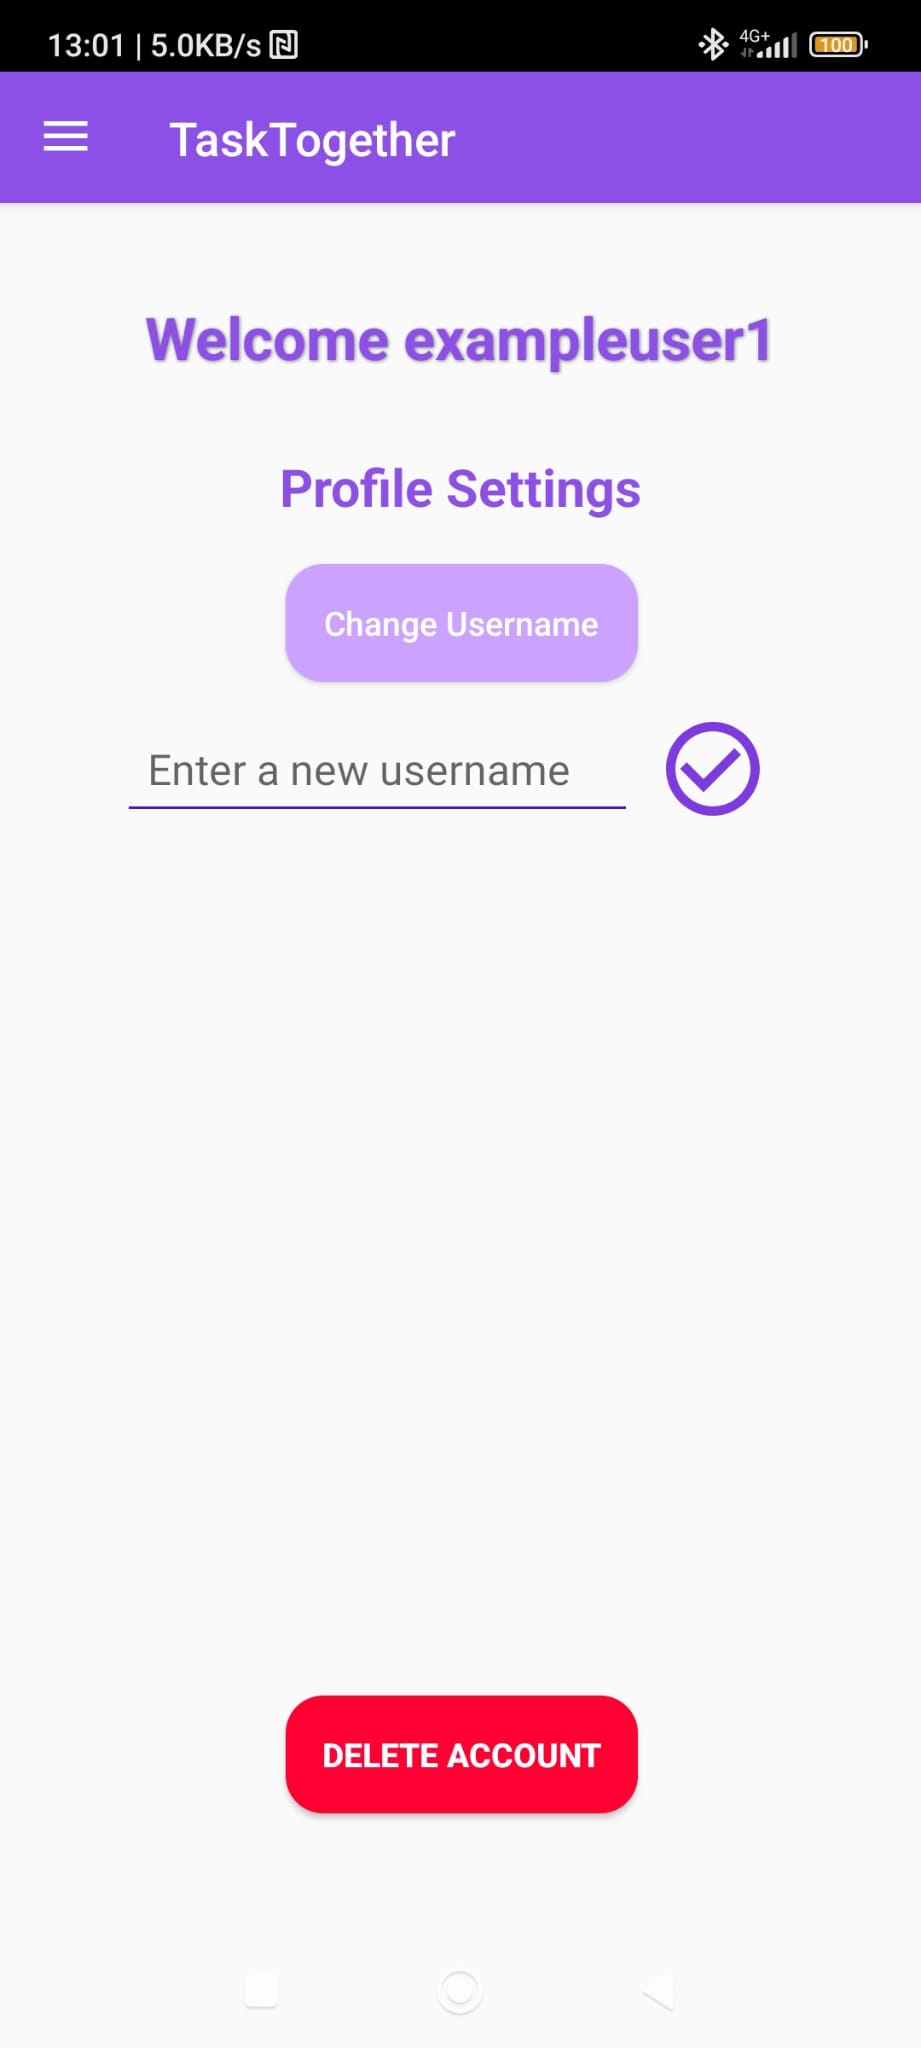 13:01 | 5.0KB/s
4G+
100
TaskTogether
Welcome exampleuser1
Profile Settings
Change Username
Enter a new username
DELETE ACCOUNT